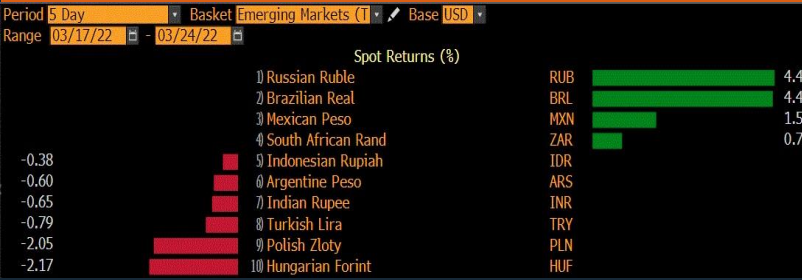 Period 5 Day Basket Emerging Markets (T Base USD
Range 03/17/22 - 03/24/22
Spot Returns (%)
1) Russian Ruble RUB 4.4
2) Brazilian Real BRL 4.4
3) Mexican Peso MXN 1.5
4) South African Rand ZAR 0.7
-0.38 5) Indonesian Rupiah IDR
-0.60 6) Argentine Peso ARS
-0.65 7) Indian Rupee INR
-0.79 8) Turkish Lira TRY
-2.05 9) Polish Zloty PLN
-2.17 10) Hungarian Forint HUF